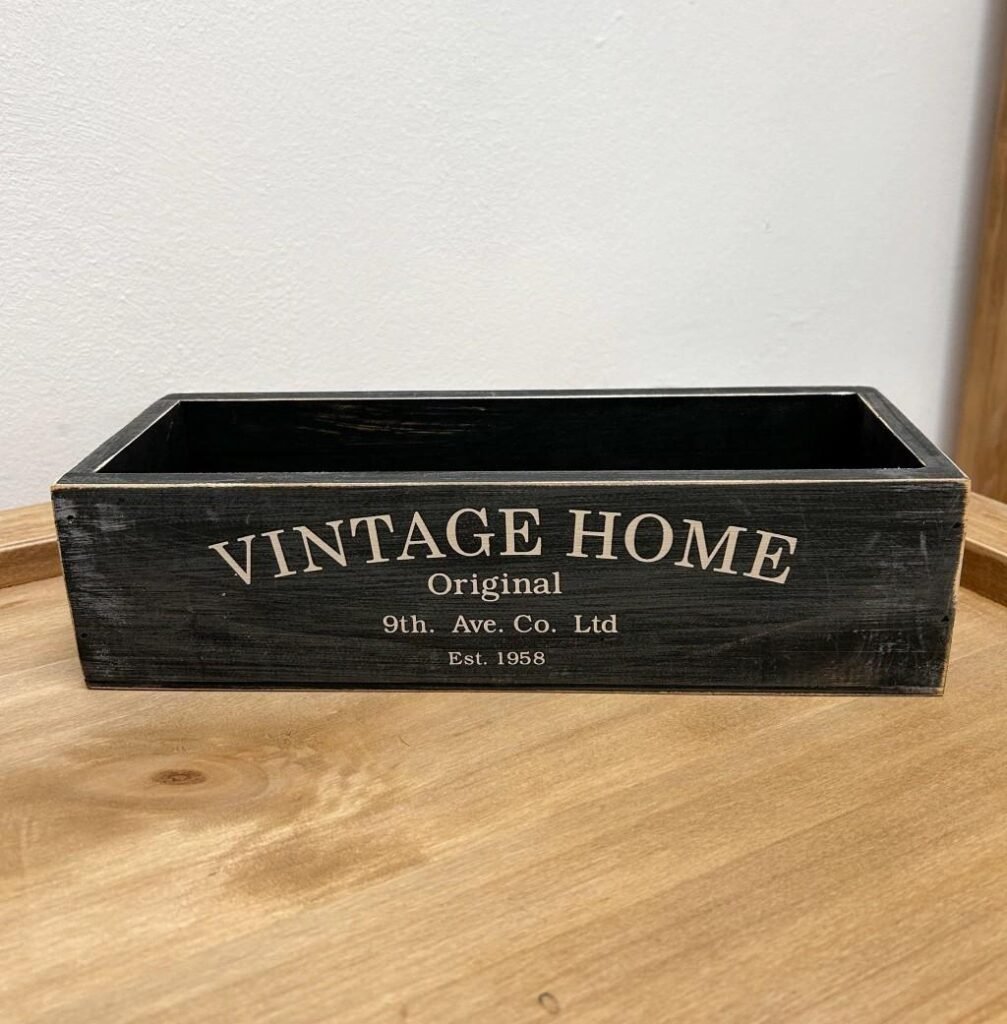 VINTAGE HOME
Original
9th. Ave. Co. Ltd
Est. 1958